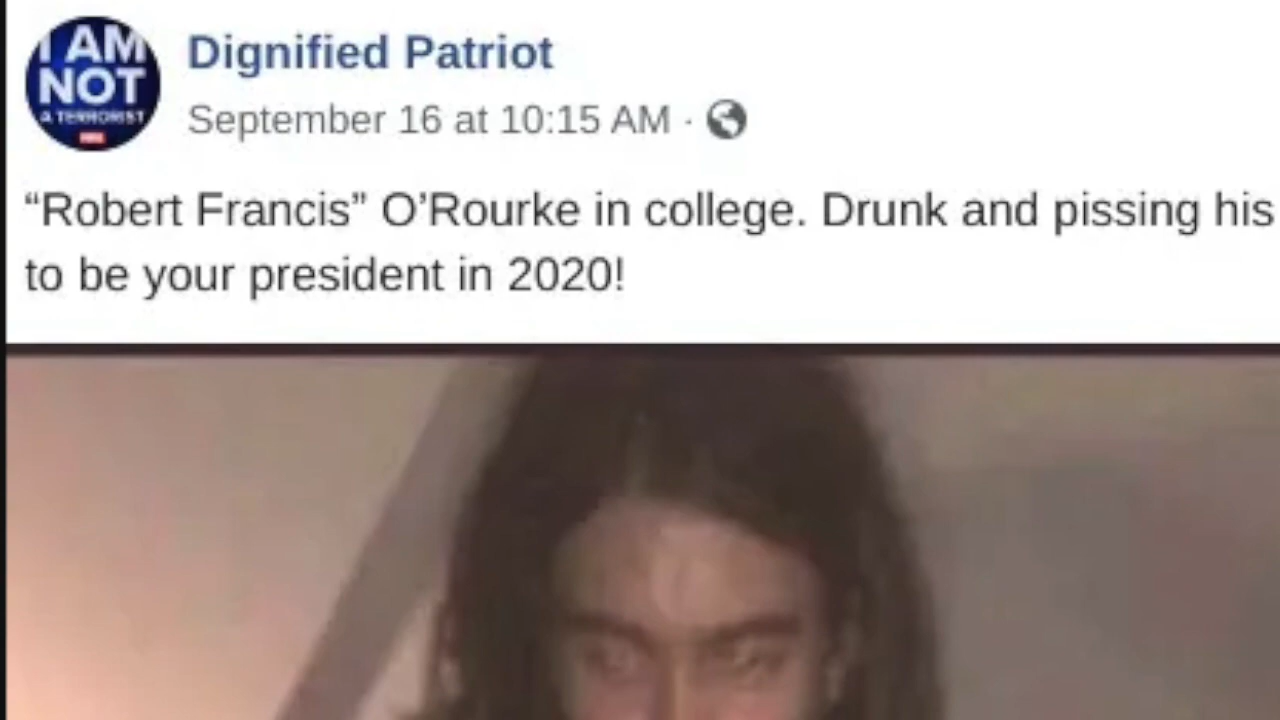 I AM
NOT
A TERRORIST
Dignified Patriot
September 16 at 10:15 AM ·
“Robert Francis” O’Rourke in college. Drunk and pissing his
to be your president in 2020!